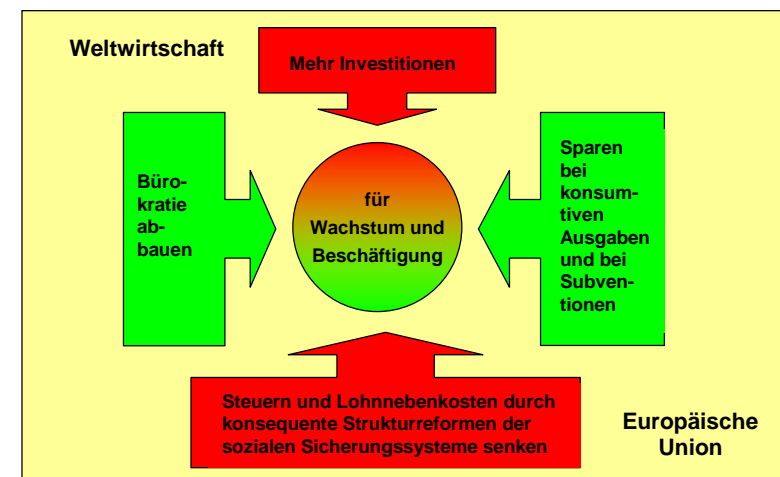 Weltwirtschaft
Mehr Investitionen
Büro-
kratie
ab-
bauen
für
Wachstum und
Beschäftigung
Sparen
bei
konsum-
tiven
Ausgaben
und bei
Subven-
tionen
Steuern und Lohnnebenkosten durch
konsequente Strukturreformen der
sozialen Sicherungssysteme senken
Europäische
Union